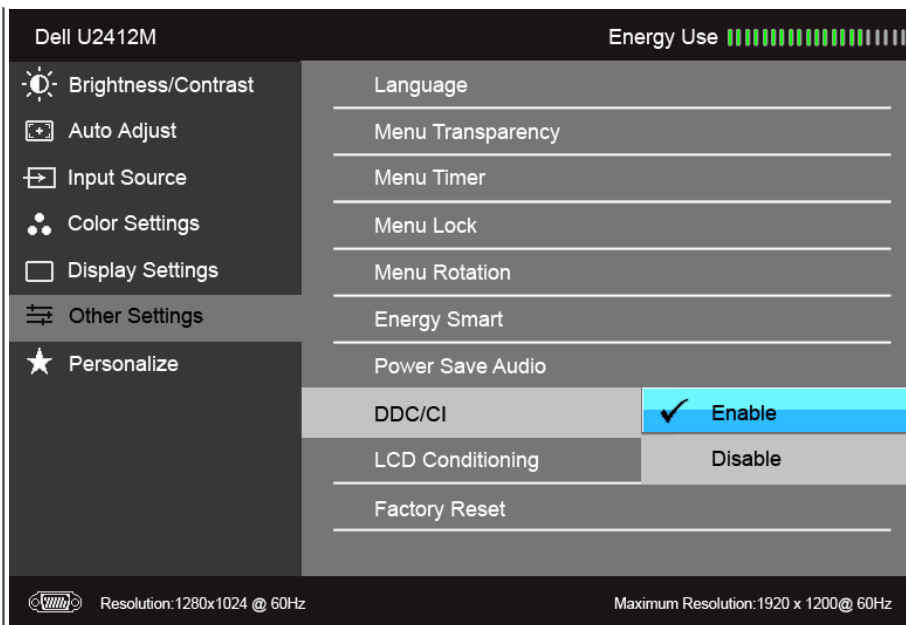 Dell U2412M
Energy Use
Brightness/Contrast
Auto Adjust
Input Source
Color Settings
Display Settings
Other Settings
Personalize
Language
Menu Transparency
Menu Timer
Menu Lock
Menu Rotation
Energy Smart
Power Save Audio
DDC/CI
Enable
Disable
LCD Conditioning
Factory Reset
Resolution:1280x1024 @ 60Hz
Maximum Resolution:1920 x 1200@ 60Hz